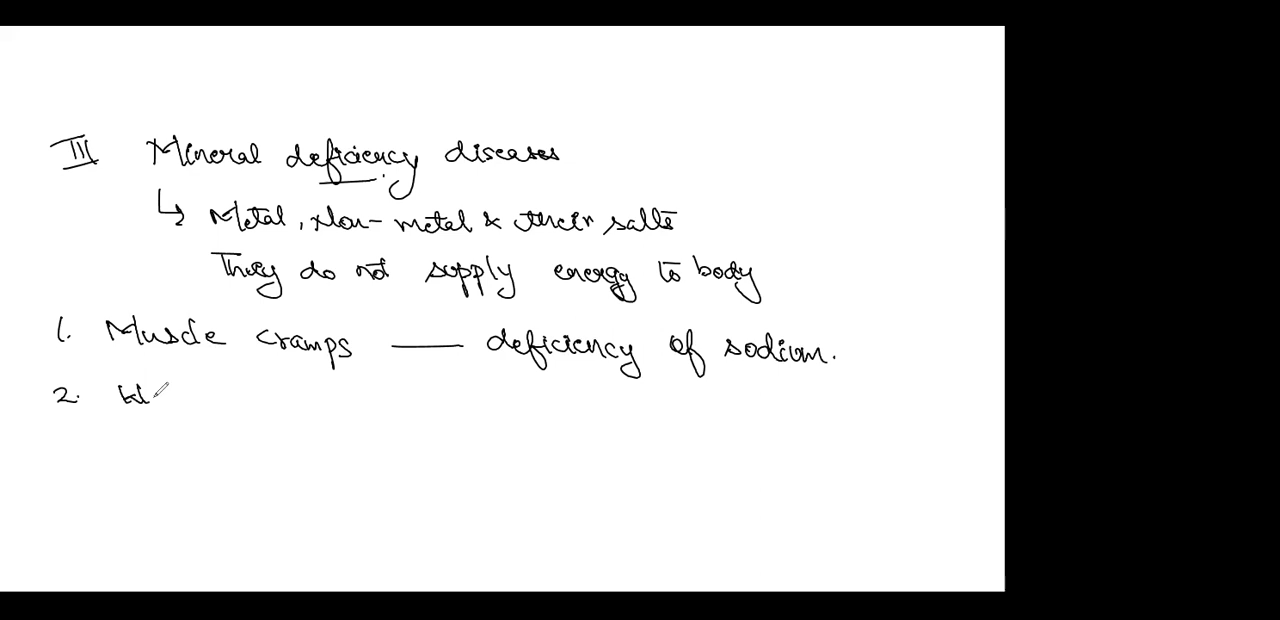 III Mineral deficiency diseases
↳ Metal, Non-metal & their salts
They do not supply energy to body
1. Muscle cramps — deficiency of sodium.
2.